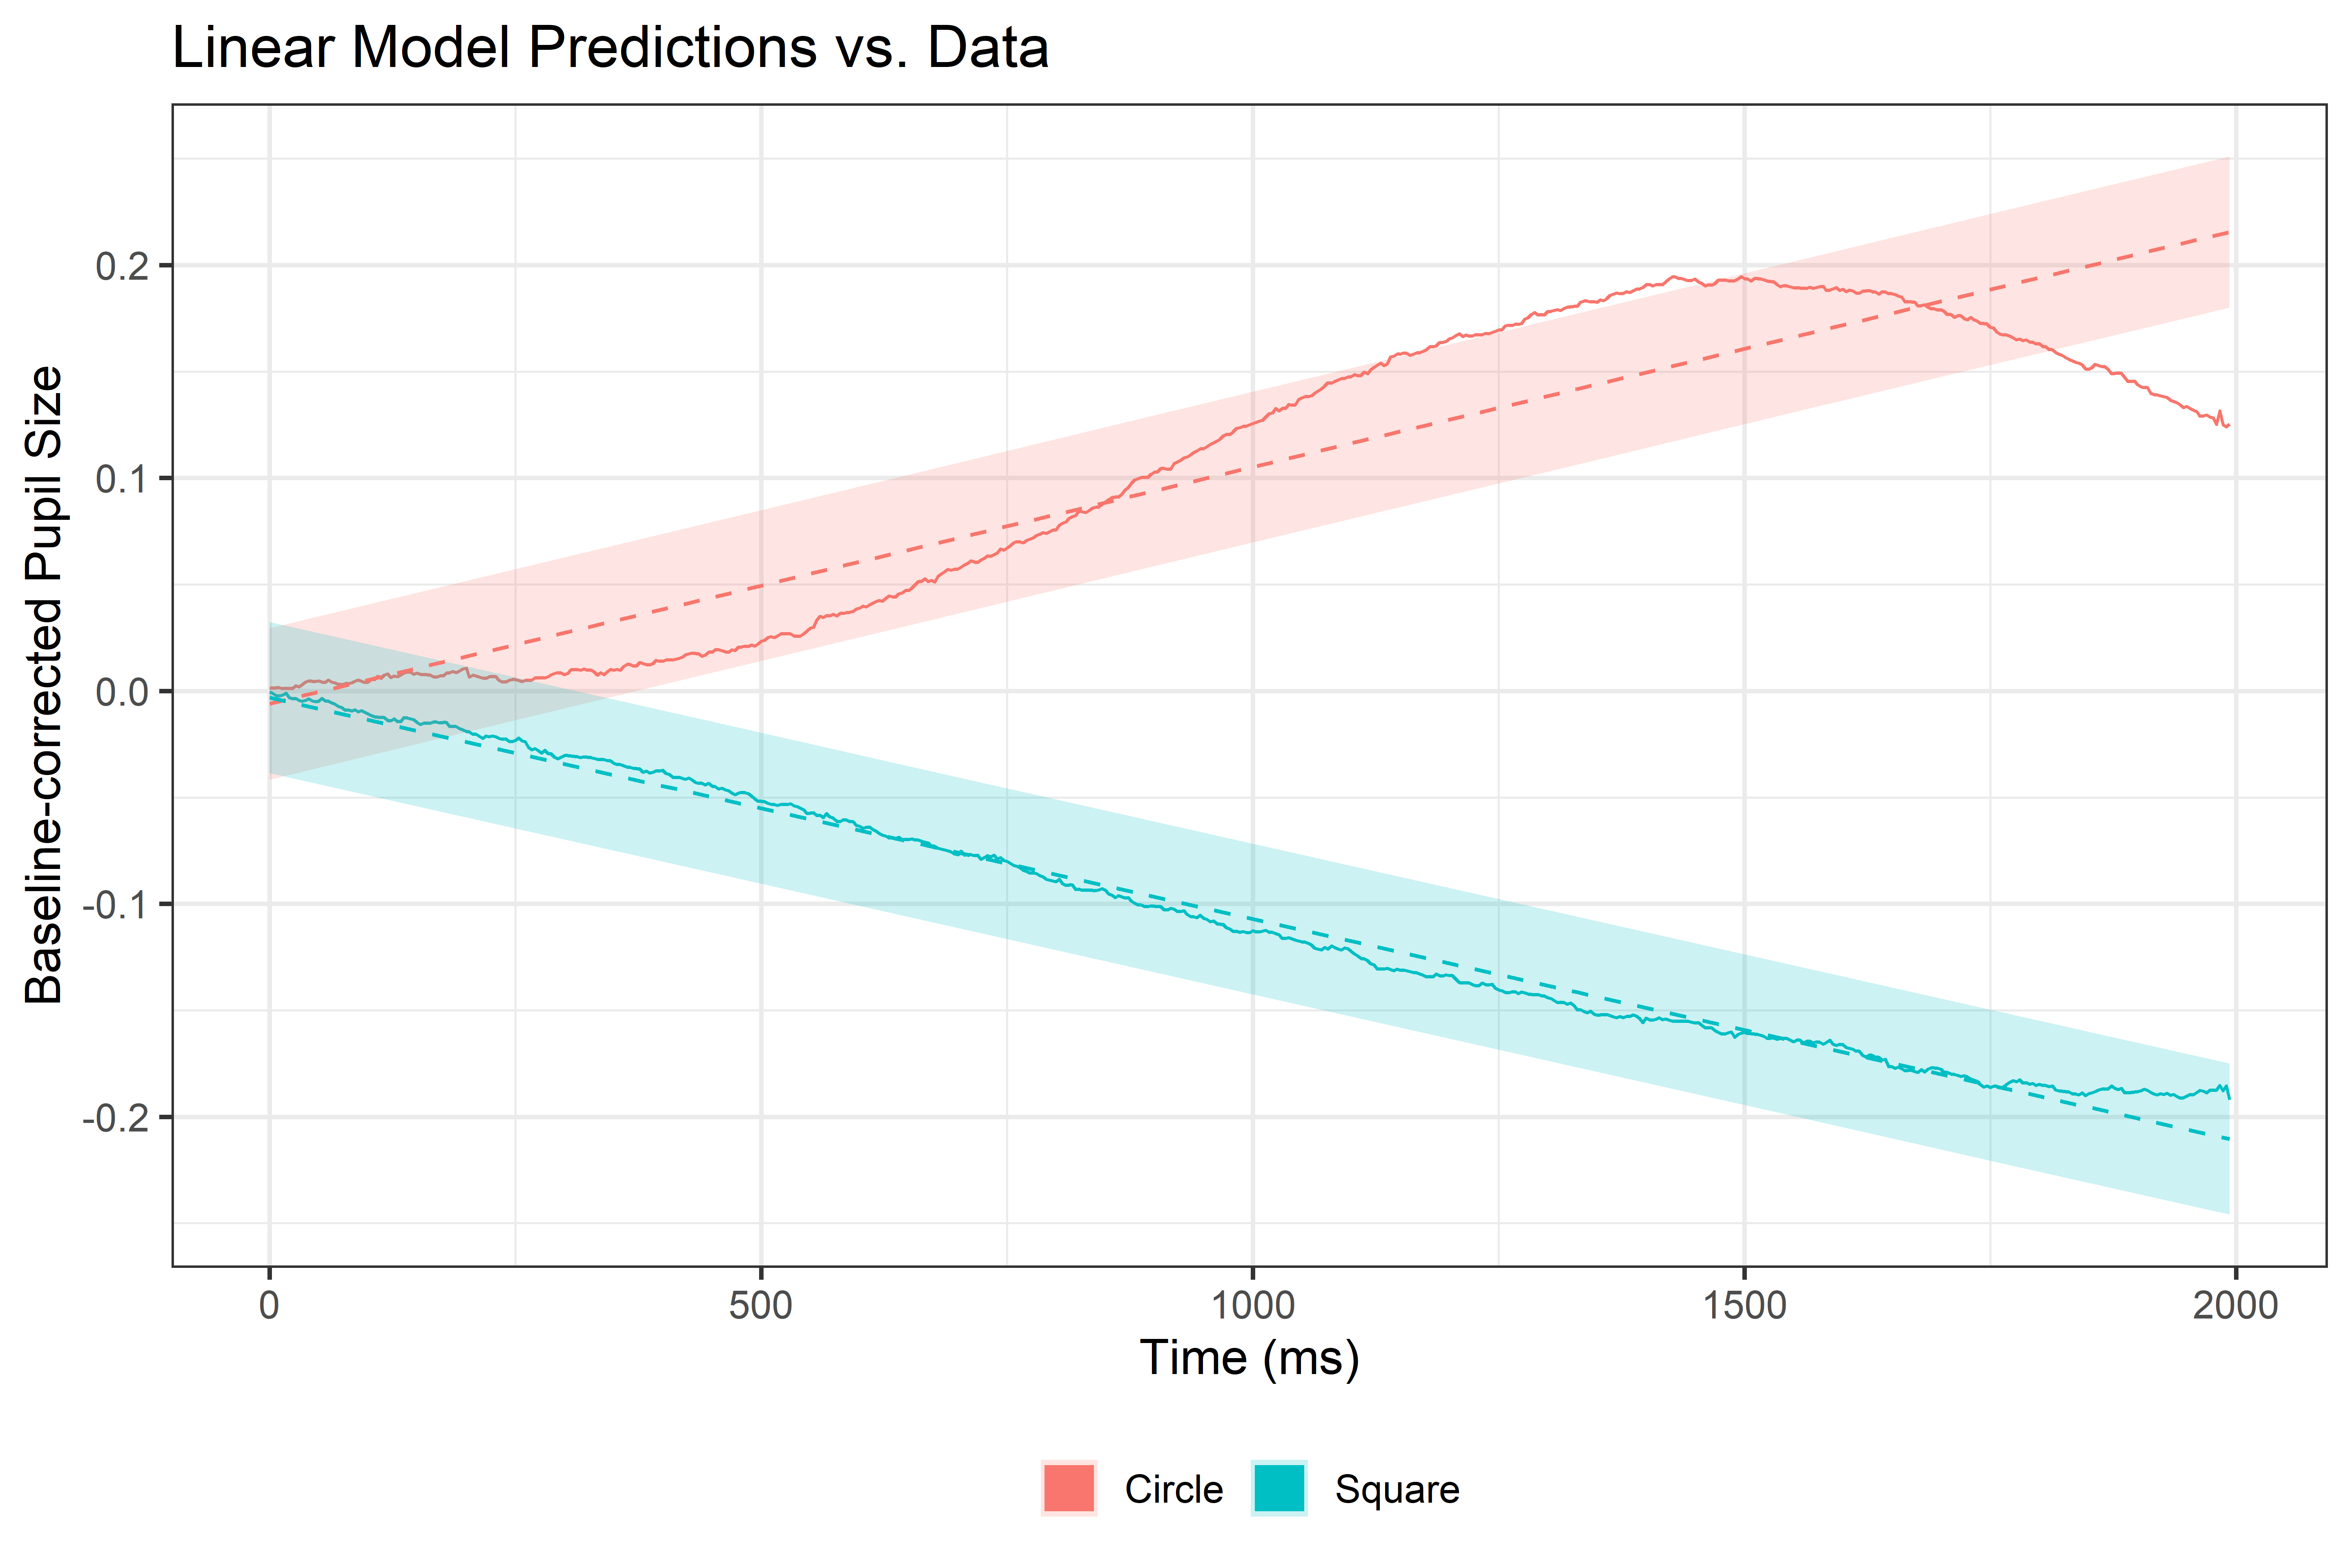 Linear Model Predictions vs. Data
Baseline-corrected Pupil Size
0.2
0.1
0.0
-0.1
-0.2
0 500 1000 1500 2000
Time (ms)
Circle Square